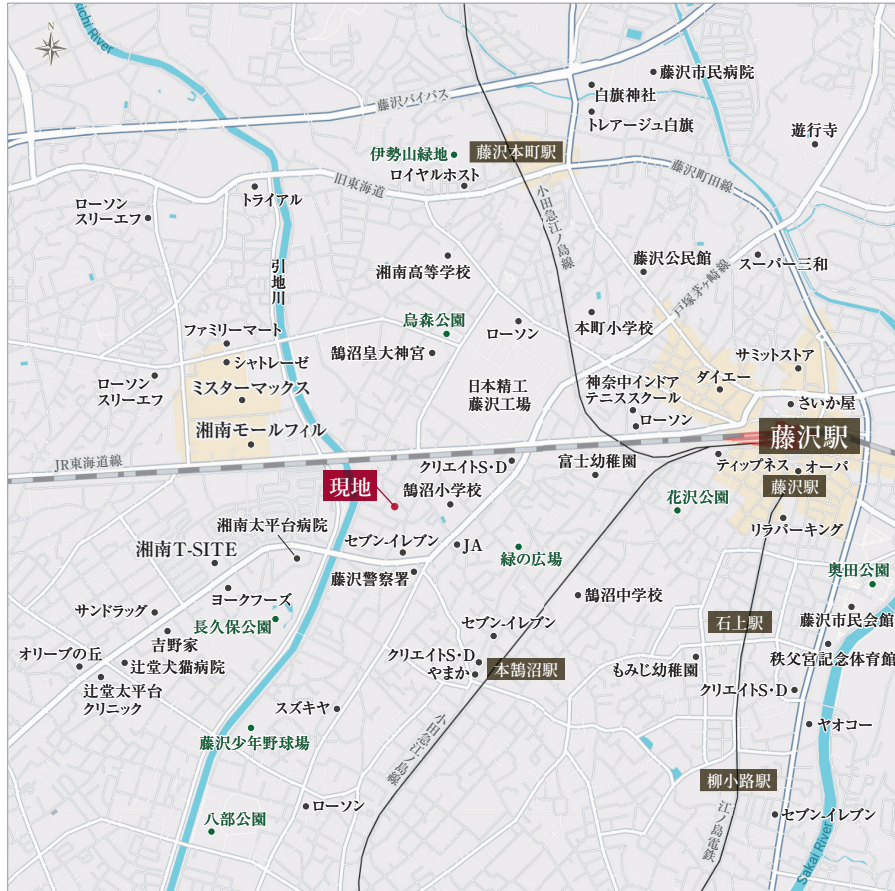 N
kichi River
藤沢バイパス
藤沢市民病院
白旗神社
トレアージュ白旗
遊行寺
伊勢山緑地
藤沢本町駅
ロイヤルホスト
旧東海道
藤沢町田線
トライアル
ローソン
スリーエフ
小田急江ノ島線
引地川
湘南高等学校
藤沢公民館
スーパー三和
戸塚茅ヶ崎線
烏森公園
ローソン
本町小学校
ファミリーマート
シャトレーゼ
鵠沼皇大神宮
サミットストア
ローソン
スリーエフ
ミスターマックス
日本精工
藤沢工場
神奈中インドア
テニススクール
ダイエー
さいか屋
ローソン
湘南モールフィル
藤沢駅
JR東海道線
クリエイトS・D
富士幼稚園
ティップネス
オーパ
現地
鵠沼小学校
花沢公園
藤沢駅
湘南太平台病院
リラパーキング
湘南T-SITE
セブン-イレブン
JA
緑の広場
藤沢警察署
奥田公園
ヨークフーズ
鵠沼中学校
サンドラッグ
長久保公園
藤沢市民会館
吉野家
セブン-イレブン
石上駅
オリーブの丘
辻堂犬猫病院
クリエイトS・D
やまか
本鵠沼駅
もみじ幼稚園
秩父宮記念体育館
辻堂太平台
クリニック
クリエイトS・D
スズキヤ
ヤオコー
藤沢少年野球場
小田急江ノ島線
柳小路駅
八部公園
ローソン
江ノ島電鉄
セブン-イレブン
Sakai River